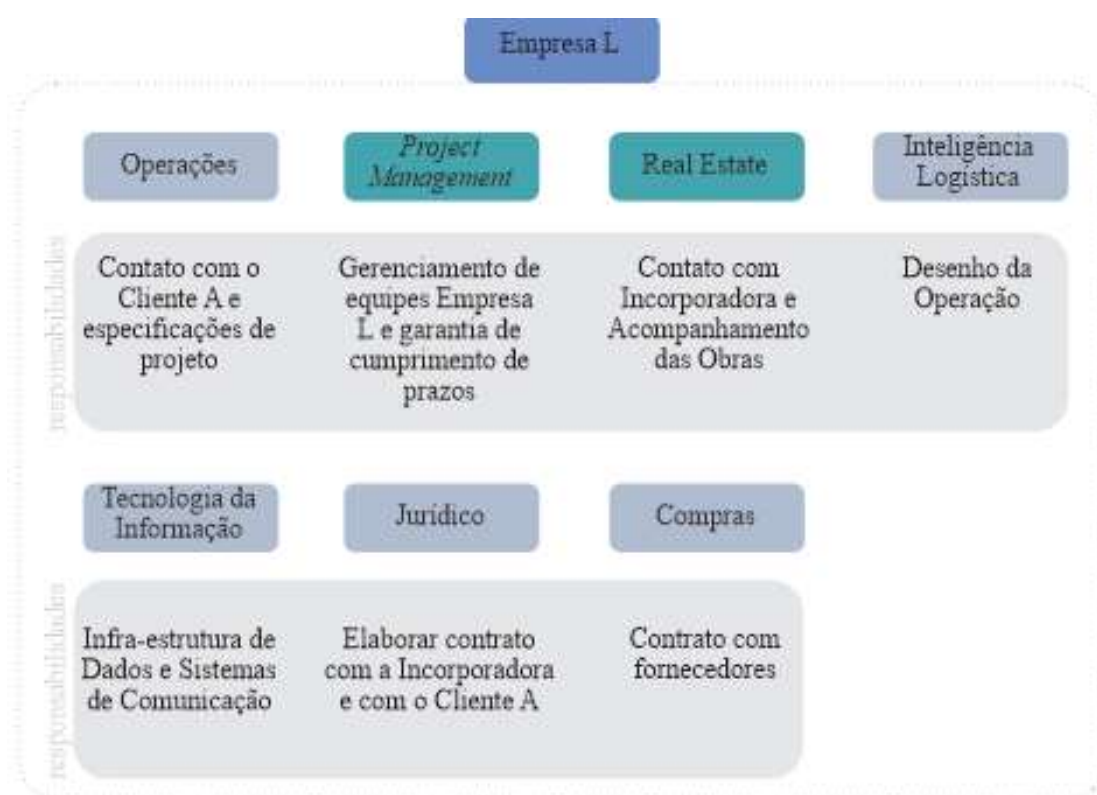 Empresa L
Operações
Project
Management
Real Estate
Inteligência
Logística
responsabilidades
Contato com o
Cliente A e
especificações de
projeto
Gerenciamento de
equipes Empresa
L e garantia de
cumprimento de
prazos
Contato com
Incorporadora e
Acompanhamento
das Obras
Desenho da
Operação
Tecnologia da
Informação
Jurídico
Compras
responsabilidades
Infra-estrutura de
Dados e Sistemas
de Comunicação
Elaborar contrato
com a Incorporadora
e com o Cliente A
Contrato com
fornecedores